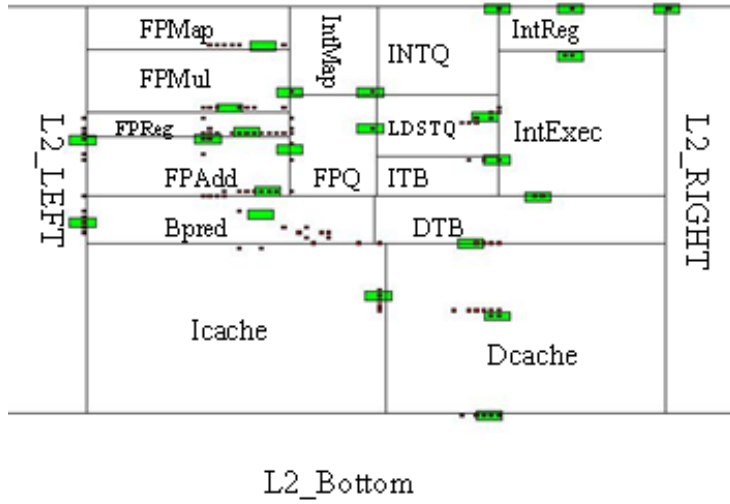 FPMap
IntMap
INTQ
IntReg
FPMul
L2_LEFT
FPReg
LDSTQ
IntExec
L2_RIGHT
FPAdd
FPQ
ITB
Bpred
DTB
Icache
Dcache
L2_Bottom